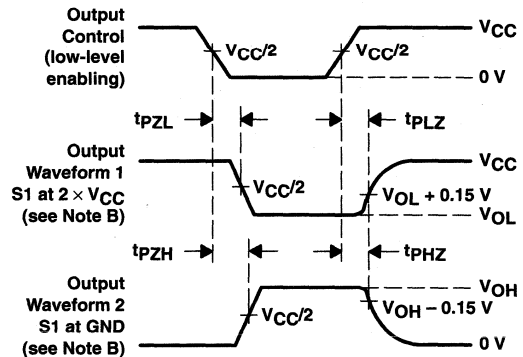 Output
Control
(low-level
enabling)
VCC/2
VCC/2
VCC
0 V
tPZL
tPLZ
Output
Waveform 1
S1 at 2 × VCC
(see Note B)
VCC/2
VCC
VOL + 0.15 V
VOL
tPZH
tPHZ
Output
Waveform 2
S1 at GND
(see Note B)
VCC/2
VOH
VOH − 0.15 V
0 V